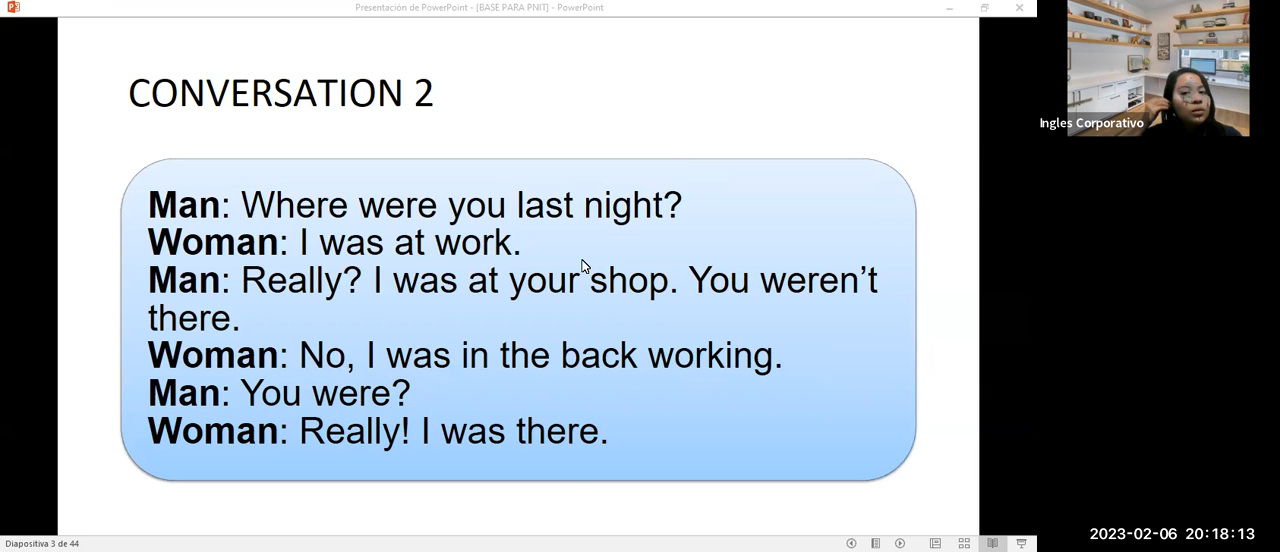 Presentación de PowerPoint - [BASE PARA PNIT] - PowerPoint
CONVERSATION 2
Man: Where were you last night?
Woman: I was at work.
Man: Really? I was at your shop. You weren’t
there.
Woman: No, I was in the back working.
Man: You were?
Woman: Really! I was there.
Ingles Corporativo
Diapositiva 3 de 44
2023-02-06 20:18:13